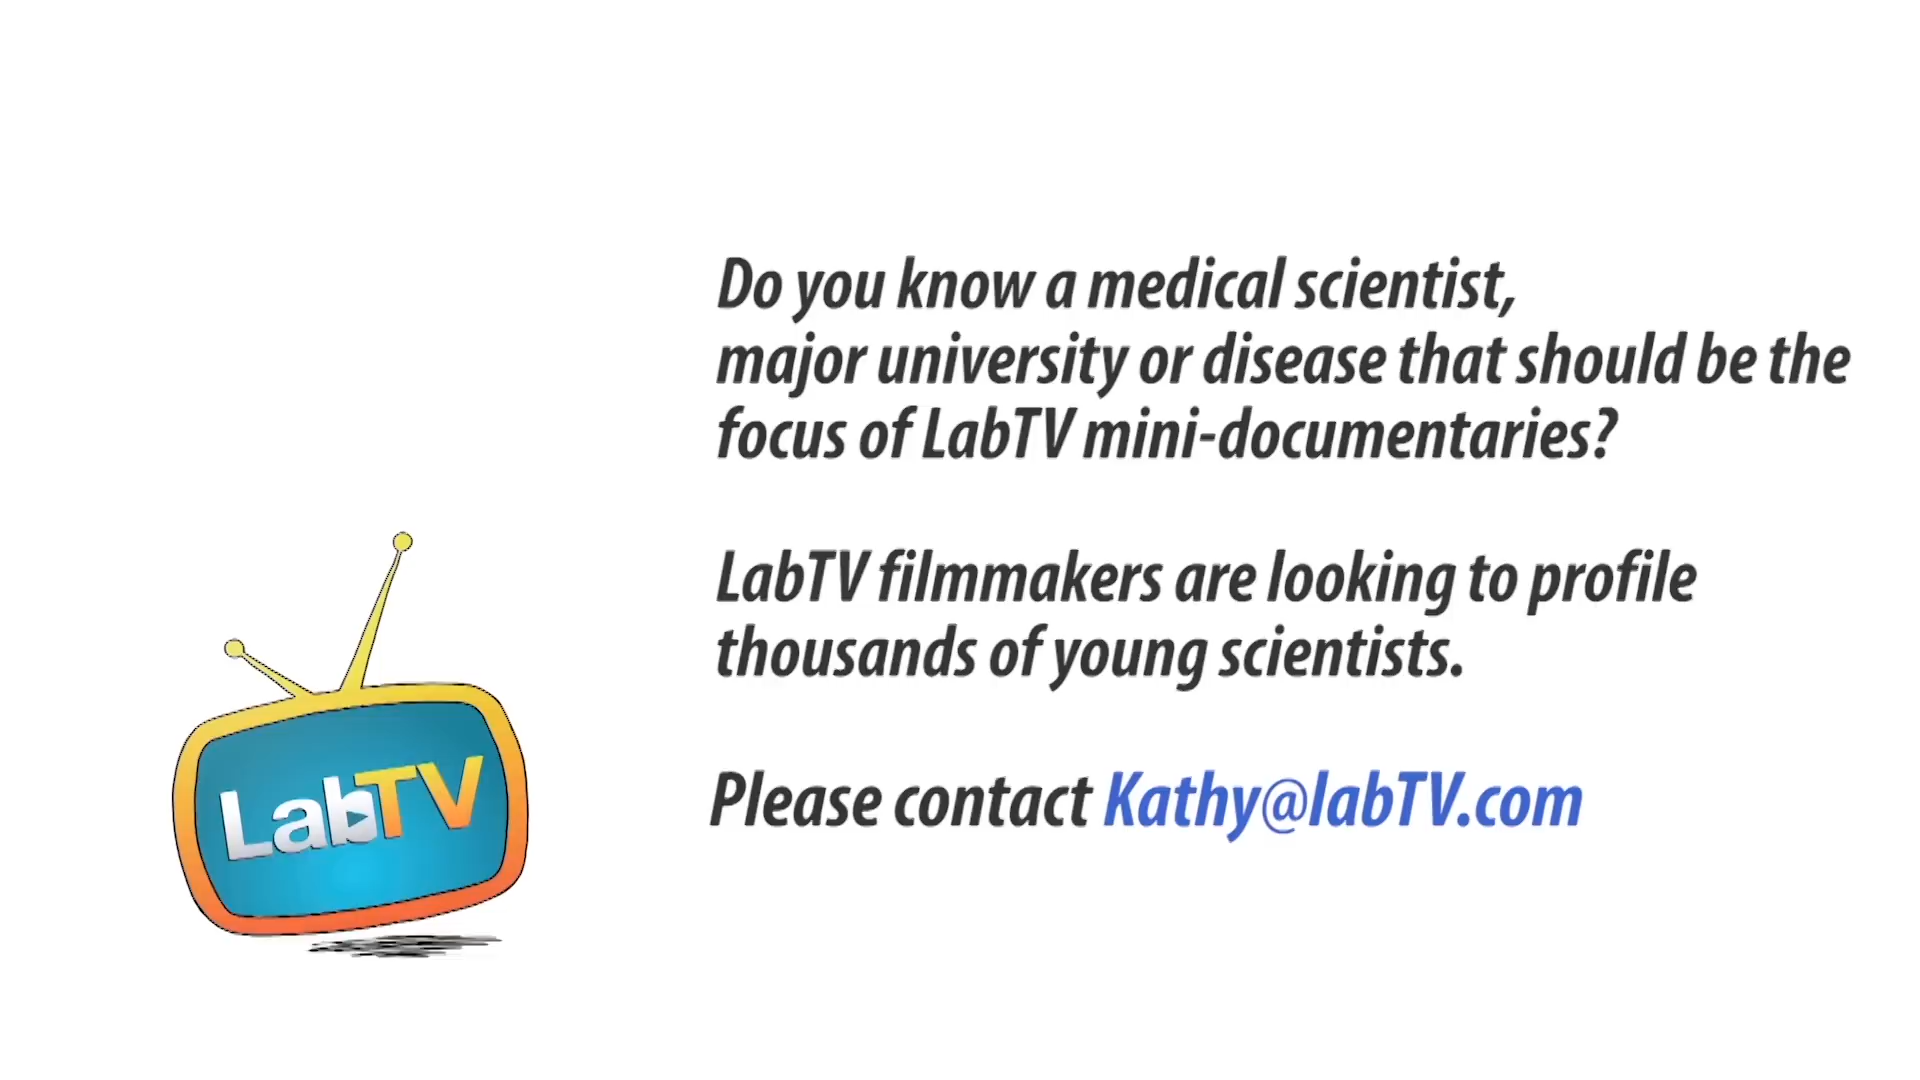 Do you know a medical scientist,
major university or disease that should be the
focus of LabTV mini-documentaries?
LabTV filmmakers are looking to profile
thousands of young scientists.
Please contact Kathy@labTV.com
LabTV